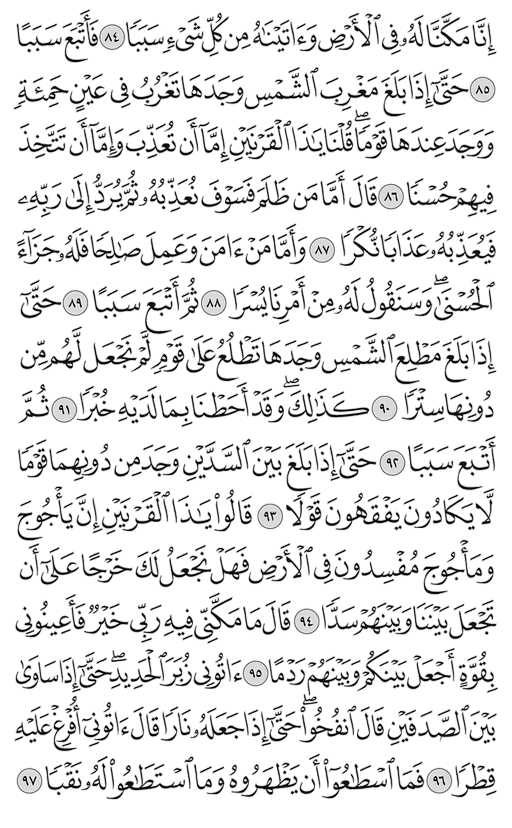 إِنَّا مَكَّنَّا لَهُۥ فِي ٱلْأَرْضِ وَءَاتَيْنَٰهُ مِن كُلِّ شَىْءٍ سَبَبًا ٨٤ فَأَتْبَعَ سَبَبًا
٨٥ حَتَّىٰٓ إِذَا بَلَغَ مَغْرِبَ ٱلشَّمْسِ وَجَدَهَا تَغْرُبُ فِى عَيْنٍ حَمِئَةٍ
وَوَجَدَ عِندَهَا قَوْمًا ۗ قُلْنَا يَٰذَا ٱلْقَرْنَيْنِ إِمَّآ أَن تُعَذِّبَ وَإِمَّآ أَن تَتَّخِذَ
فِيهِمْ حُسْنًا ٨٦ قَالَ أَمَّا مَن ظَلَمَ فَسَوْفَ نُعَذِّبُهُۥ ثُمَّ يُرَدُّ إِلَىٰ رَبِّهِۦ
فَيُعَذِّبُهُۥ عَذَابًا نُّكْرًا ٨٧ وَأَمَّا مَنْ ءَامَنَ وَعَمِلَ صَٰلِحًا فَلَهُۥ جَزَآءً
ٱلْحُسْنَىٰ ۖ وَسَنَقُولُ لَهُۥ مِنْ أَمْرِنَا يُسْرًا ٨٨ ثُمَّ أَتْبَعَ سَبَبًا ٨٩ حَتَّىٰٓ
إِذَا بَلَغَ مَطْلِعَ ٱلشَّمْسِ وَجَدَهَا تَطْلُعُ عَلَىٰ قَوْمٍ لَّمْ نَجْعَل لَّهُم مِّن
دُونِهَا سِتْرًا ٩٠ كَذَٰلِكَ ۖ وَقَدْ أَحَطْنَا بِمَا لَدَيْهِ خُبْرًا ٩١ ثُمَّ
أَتْبَعَ سَبَبًا ٩٢ حَتَّىٰٓ إِذَا بَلَغَ بَيْنَ ٱلسَّدَّيْنِ وَجَدَ مِن دُونِهِمَا قَوْمًا
لَّا يَكَادُونَ يَفْقَهُونَ قَوْلًا ٩٣ قَالُوا۟ يَٰذَا ٱلْقَرْنَيْنِ إِنَّ يَأْجُوجَ
وَمَأْجُوجَ مُفْسِدُونَ فِى ٱلْأَرْضِ فَهَلْ نَجْعَلُ لَكَ خَرْجًا عَلَىٰٓ أَن
تَجْعَلَ بَيْنَنَا وَبَيْنَهُمْ سَدًّا ٩٤ قَالَ مَا مَكَّنِّى فِيهِ رَبِّى خَيْرٌ فَأَعِينُونِى
بِقُوَّةٍ أَجْعَلْ بَيْنَكُمْ وَبَيْنَهُمْ رَدْمًا ٩٥ ءَاتُونِى زُبَرَ ٱلْحَدِيدِ ۖ حَتَّىٰٓ إِذَا سَاوَىٰ
بَيْنَ ٱلصَّدَفَيْنِ قَالَ ٱنفُخُوا۟ ۖ حَتَّىٰٓ إِذَا جَعَلَهُۥ نَارًا قَالَ ءَاتُونِىٓ أُفْرِغْ عَلَيْهِ
قِطْرًا ٩٦ فَمَا ٱسْطَٰعُوٓا۟ أَن يَظْهَرُوهُ وَمَا ٱسْتَطَٰعُوا۟ لَهُۥ نَقْبًا ٩٧